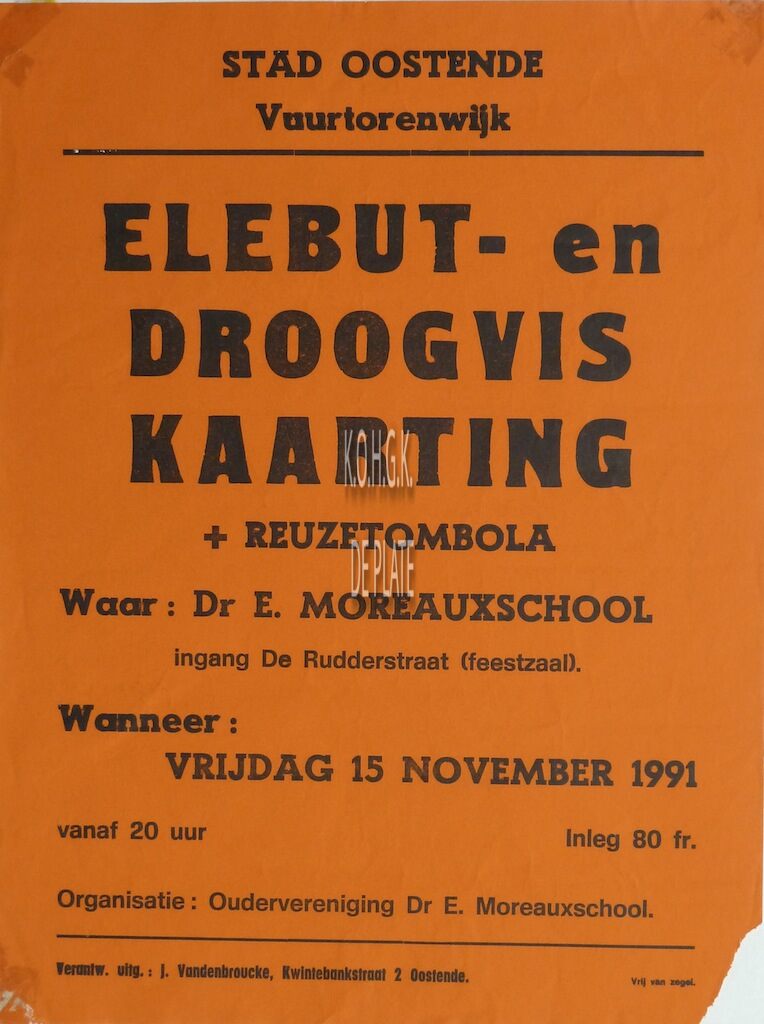 STAD OOSTENDE
Vuurtorenwijk
ELEBUT- en
DROOGVIS
KAARTING
K.O.H.G.K.
+ REUZETOMBOLA
DE PLATE
Waar : Dr E. MOREAUXSCHOOL
ingang De Rudderstraat (feestzaal).
Wanneer :
VRIJDAG 15 NOVEMBER 1991
vanaf 20 uur
Inleg 80 fr.
Organisatie : Oudervereniging Dr E. Moreauxschool.
Verantw. uitg. : J. Vandenbroucke, Kwintebankstraat 2 Oostende.
Vrij van zegel.